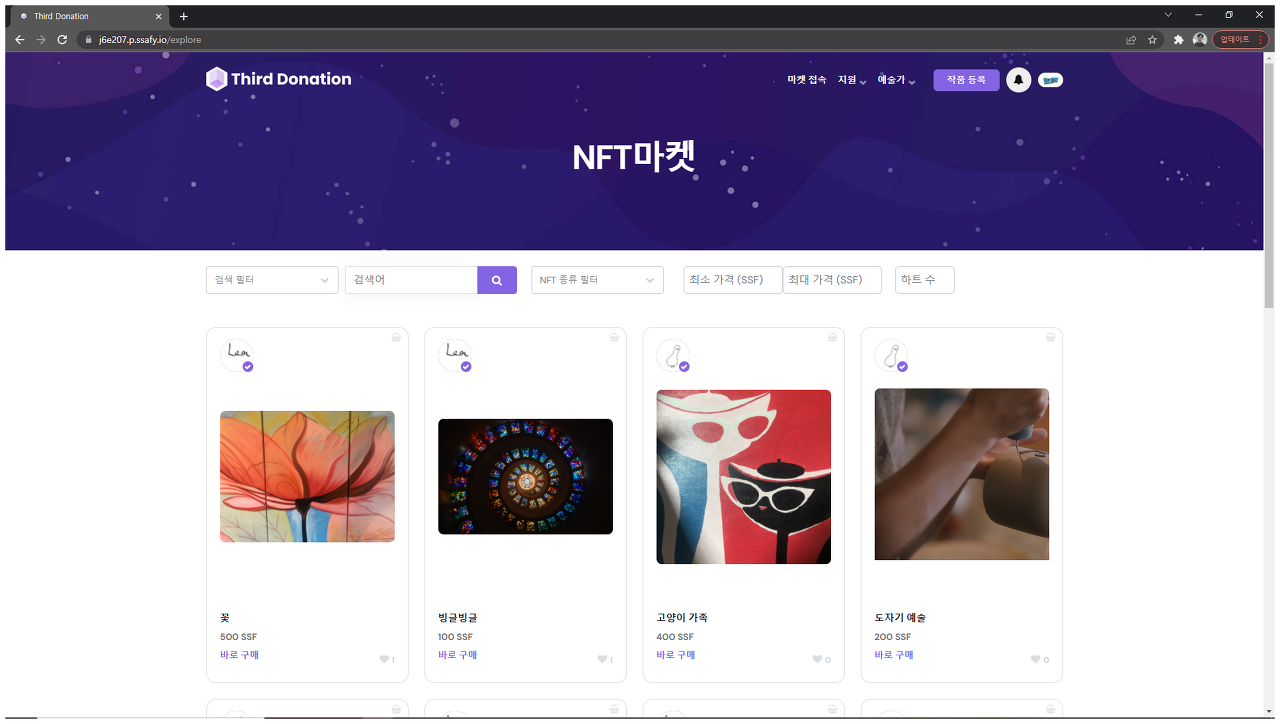 Third Donation
j6e207.p.ssafy.io/explore
업데이트
Third Donation
마켓 접속 지원 예술가 작품 등록
NFT마켓
검색 필터 검색어 NFT 종류 필터 최소 가격 (SSF) 최대 가격 (SSF) 하트 수
Lem Lem
꽃 빙글빙글 고양이 가족 도자기 예술
500 SSF 100 SSF 400 SSF 200 SSF
바로 구매 1 바로 구매 1 바로 구매 0 바로 구매 0